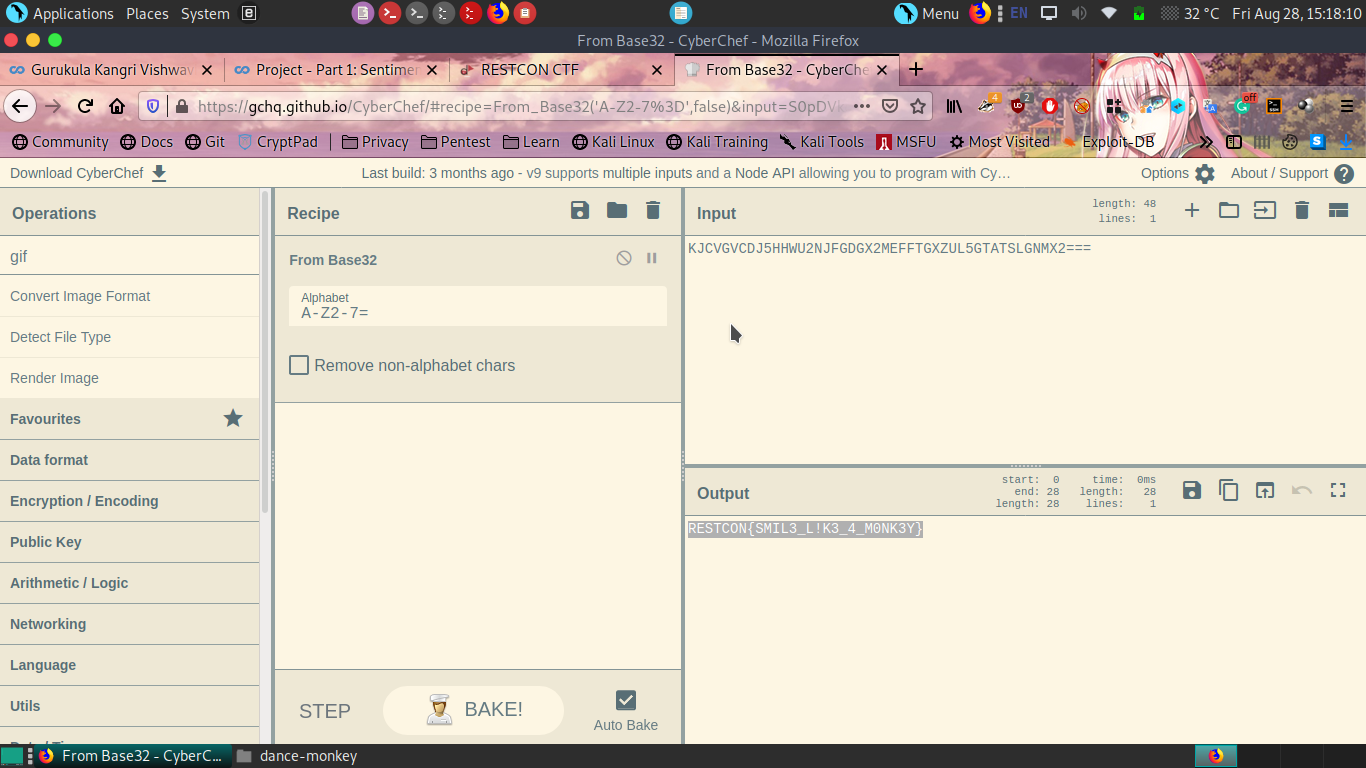 Applications Places System
Menu EN 32 °C Fri Aug 28, 15:18:10
From Base32 - CyberChef - Mozilla Firefox
Gurukula Kangri Vishwav
Project - Part 1: Sentimen
RESTCON CTF
From Base32 - CyberChe
https://gchq.github.io/CyberChef/#recipe=From_Base32('A-Z2-7%3D',false)&input=S0pDVk
4 2 off
Community Docs Git CryptPad Privacy Pentest Learn Kali Linux Kali Training Kali Tools MSFU Most Visited Exploit-DB
Download CyberChef
Last build: 3 months ago - v9 supports multiple inputs and a Node API allowing you to program with Cy…
Options About / Support
Operations
gif
Convert Image Format
Detect File Type
Render Image
Favourites
Data format
Encryption / Encoding
Public Key
Arithmetic / Logic
Networking
Language
Utils
Recipe
From Base32
Alphabet
A-Z2-7=
Remove non-alphabet chars
STEP
BAKE!
Auto Bake
Input
length: 48
lines: 1
KJCVGVCDJ5HHWU2NJFGDGX2MEFFTGXZUL5GTATSLGNMX2===
Output
start: 0 time: 0ms
end: 28 length: 28
length: 28 lines: 1
RESTCON{SMIL3_L!K3_4_M0NK3Y}
From Base32 - CyberC...
dance-monkey